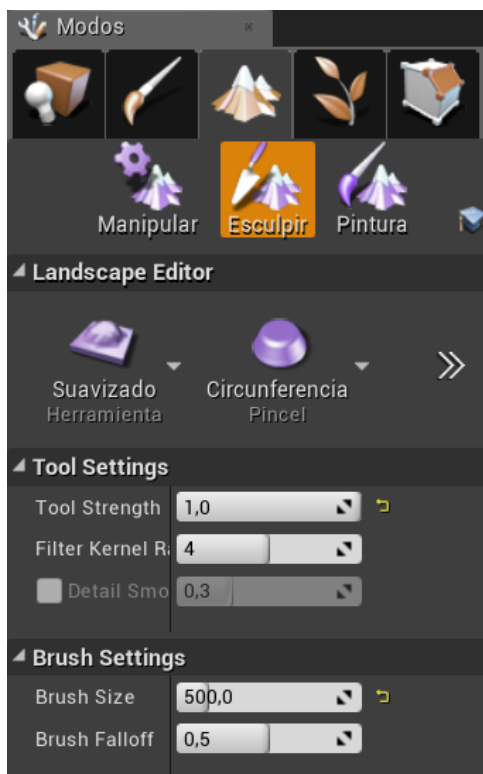 Modos
Manipular Esculpir Pintura
Landscape Editor
Suavizado Circunferencia
Herramienta Pincel
Tool Settings
Tool Strength 1,0
Filter Kernel Ra 4
Detail Smo 0,3
Brush Settings
Brush Size 500,0
Brush Falloff 0,5